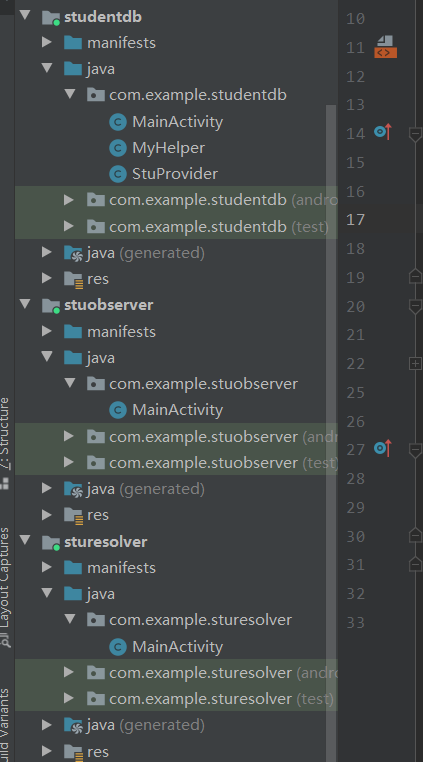 studentdb
manifests
java
com.example.studentdb
MainActivity
MyHelper
StuProvider
com.example.studentdb (andro
com.example.studentdb (test)
java (generated)
res
stuobserver
manifests
java
com.example.stuobserver
MainActivity
com.example.stuobserver (and
com.example.stuobserver (test
java (generated)
res
sturesolver
manifests
java
com.example.sturesolver
MainActivity
com.example.sturesolver (andr
com.example.sturesolver (test)
java (generated)
res
10
11
12
13
14
15
16
17
18
19
20
21
22
25
26
27
28
29
30
31
33
7: Structure
Layout Captures
uild Variants